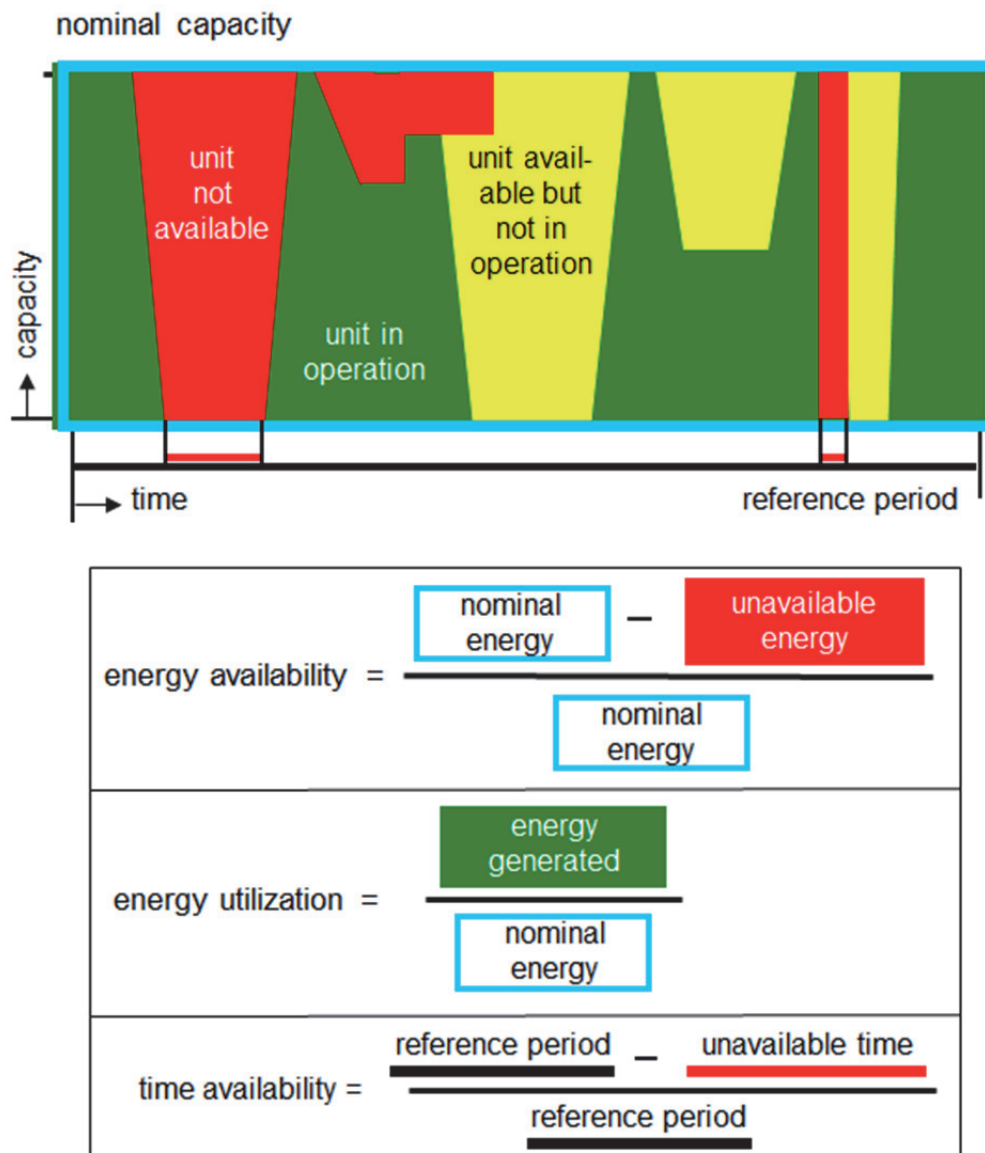 nominal capacity
unit
not
available
unit avail-
able but
not in
operation
unit in
operation
capacity
time
reference period
energy availability =
nominal
energy
–
unavailable
energy
nominal
energy
energy utilization =
energy
generated
nominal
energy
time availability =
reference period – unavailable time
reference period